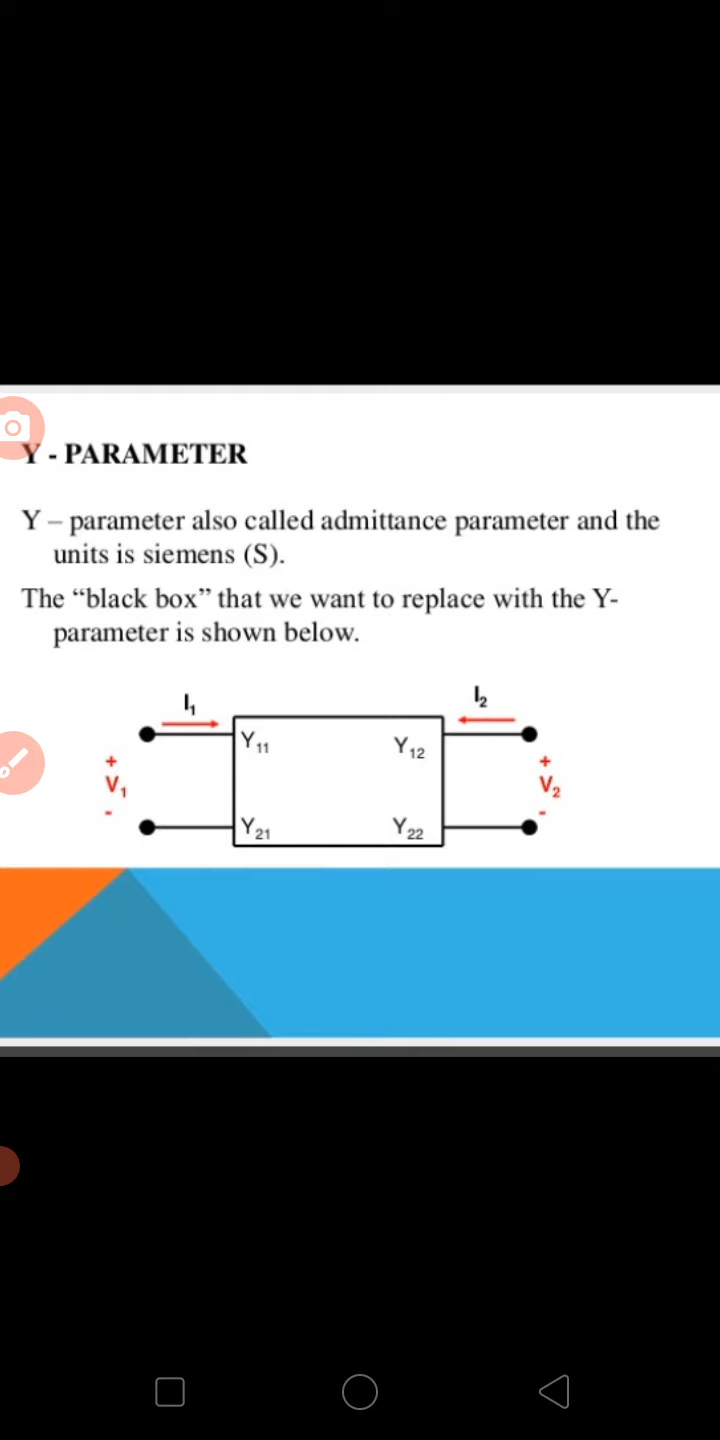 Y - PARAMETER
Y – parameter also called admittance parameter and the
units is siemens (S).
The “black box” that we want to replace with the Y-
parameter is shown below.
I₁ I₂
Y₁₁ Y₁₂
+ +
V₁ V₂
- -
Y₂₁ Y₂₂